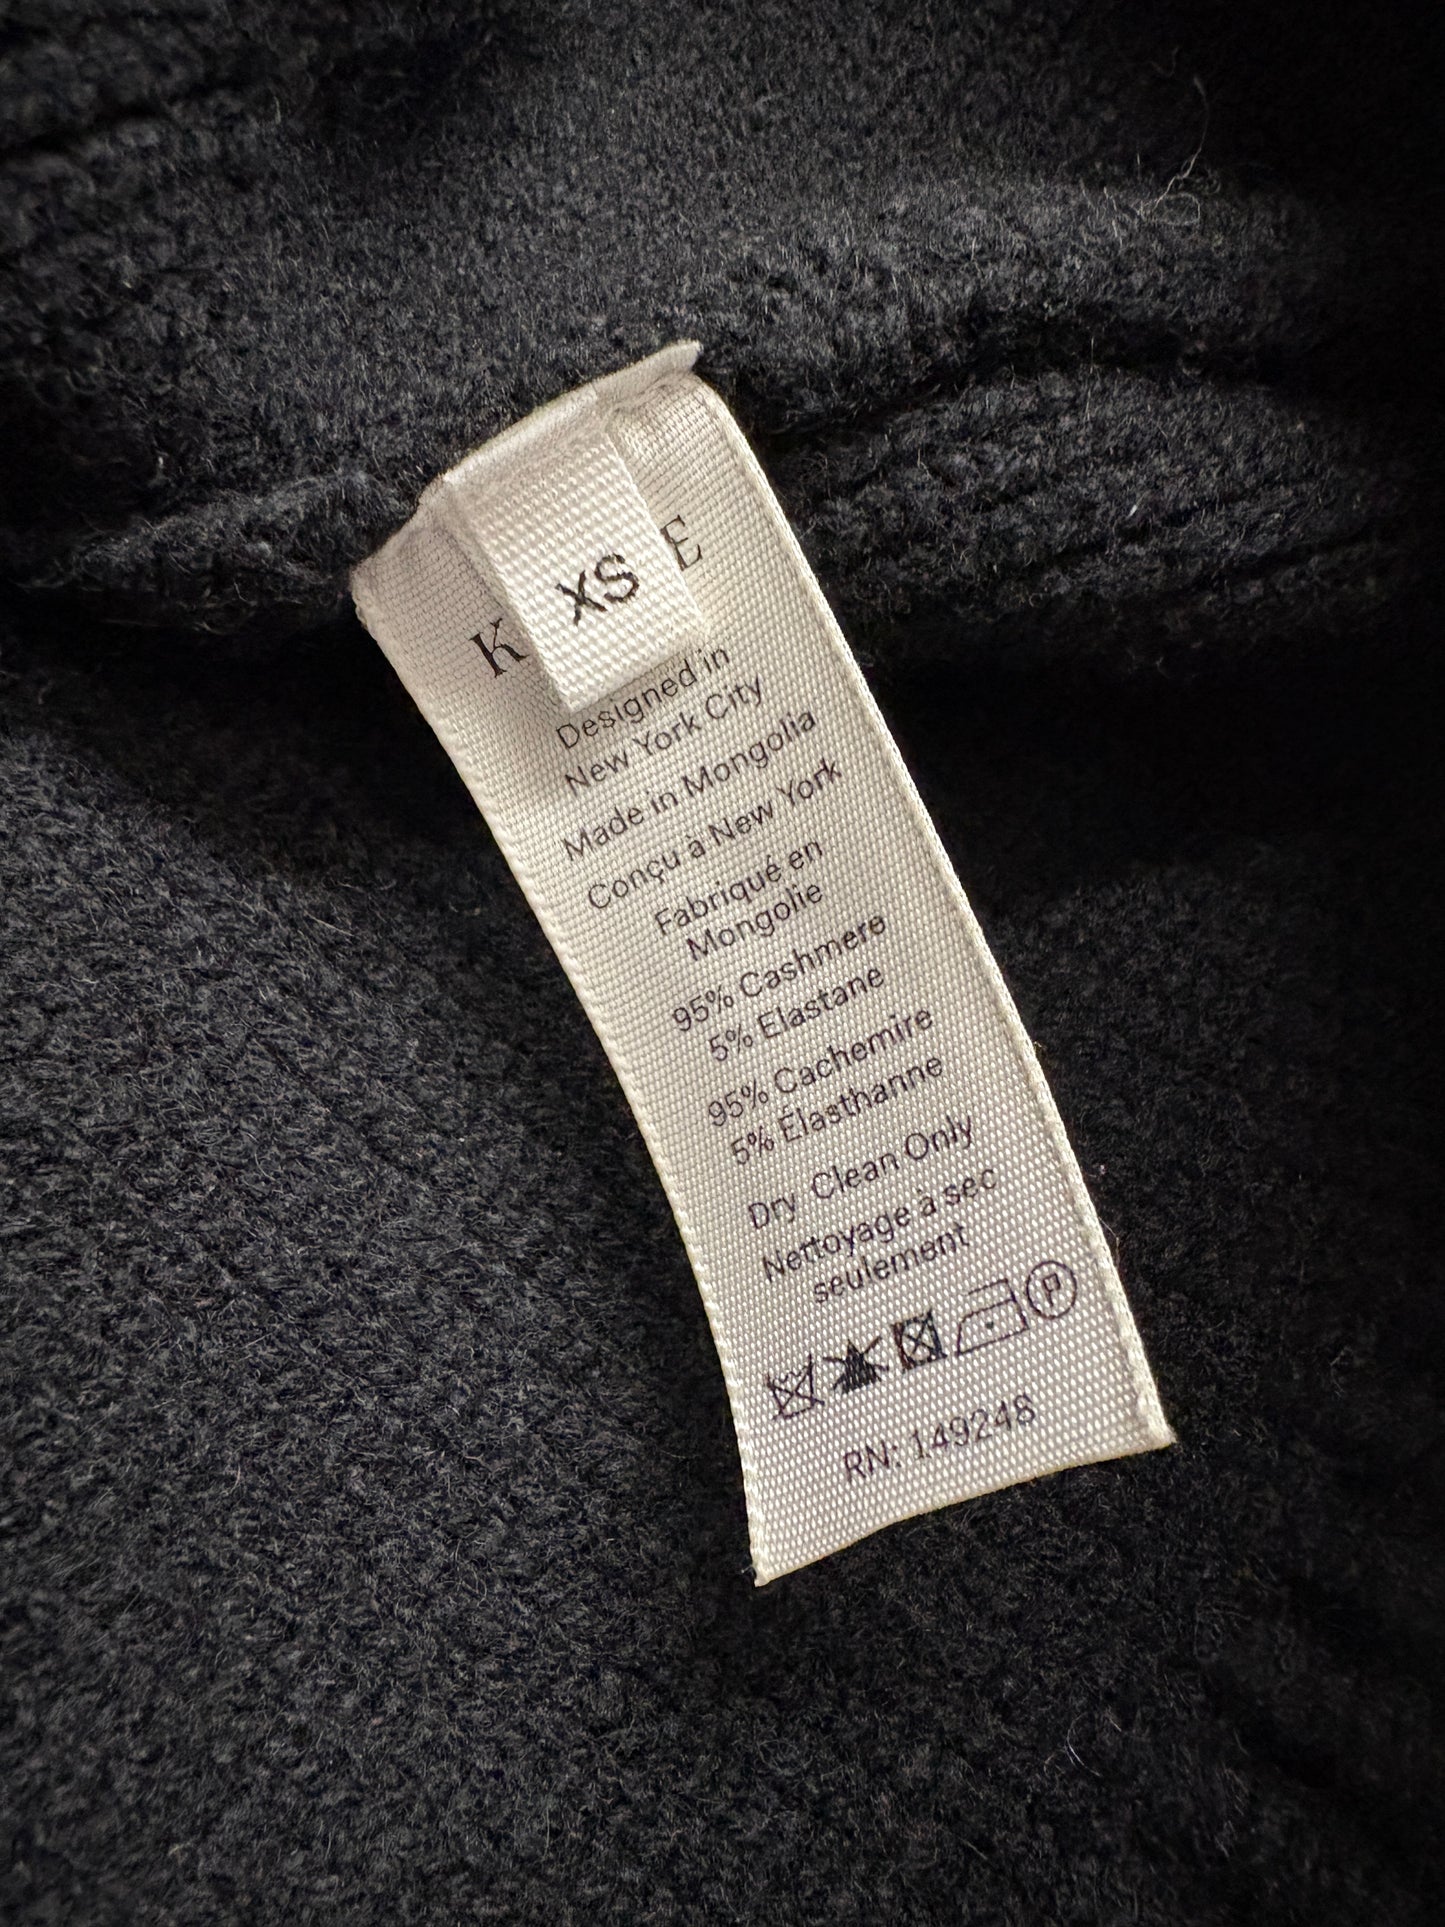 K E
XS
Designed in
New York City
Made in Mongolia
Conçu à New York
Fabriqué en
Mongolie
95% Cashmere
5% Elastane
95% Cachemire
5% Élasthanne
Dry Clean Only
Nettoyage à sec
seulement
P
RN: 149248